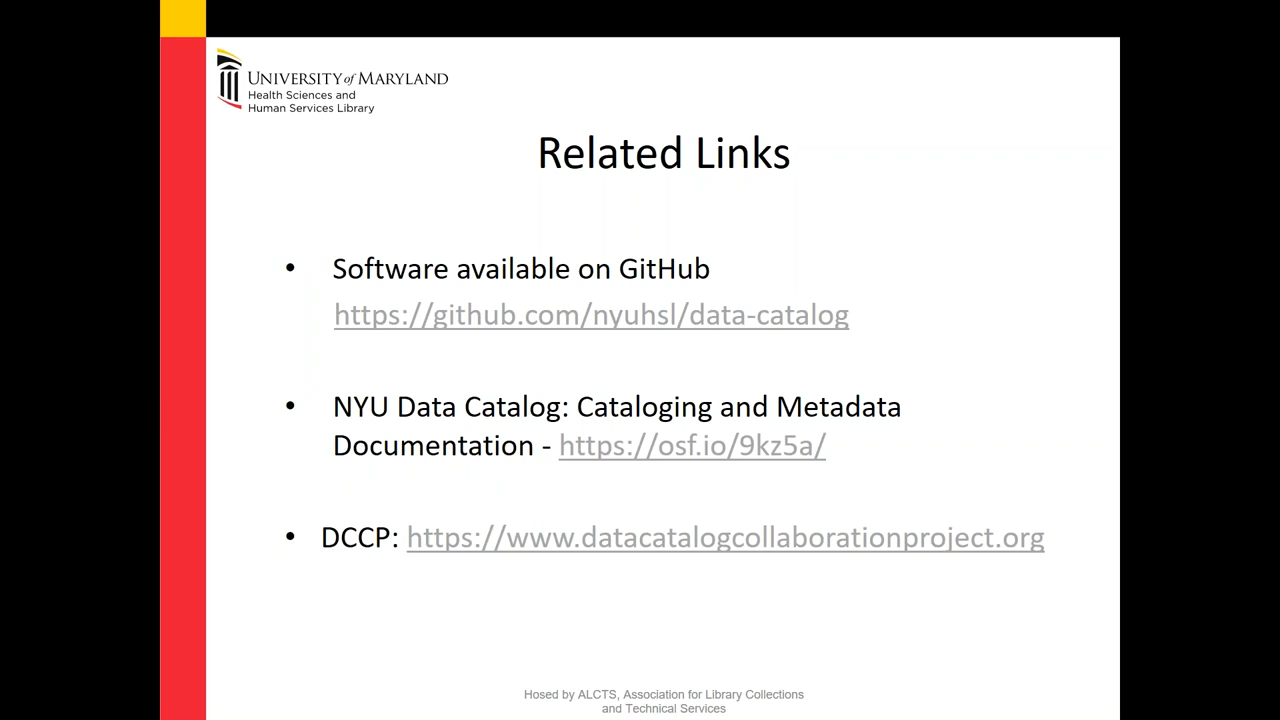 UNIVERSITY of MARYLAND
Health Sciences and
Human Services Library
Related Links
• Software available on GitHub
https://github.com/nyuhsl/data-catalog
• NYU Data Catalog: Cataloging and Metadata
Documentation - https://osf.io/9kz5a/
• DCCP: https://www.datacatalogcollaborationproject.org
Hosed by ALCTS, Association for Library Collections
and Technical Services